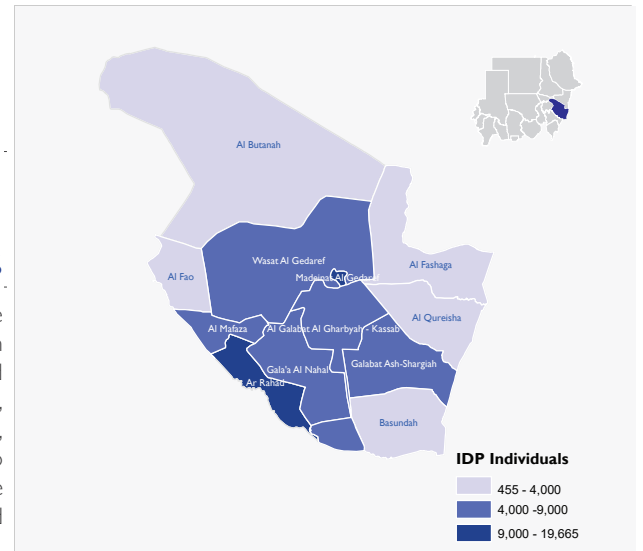 Al Butanah
Wasat Al Gedaref
Al Fao
Madeinat Al Gedaref
Al Fashaga
Al Qureisha
Al Mafaza
Al Galabat Al Gharbyah - Kassab
Galabat Ash-Shargiah
Gala'a Al Nahal
Ar Rahad
Basundah
IDP Individuals
455 - 4,000
4,000 -9,000
9,000 - 19,665